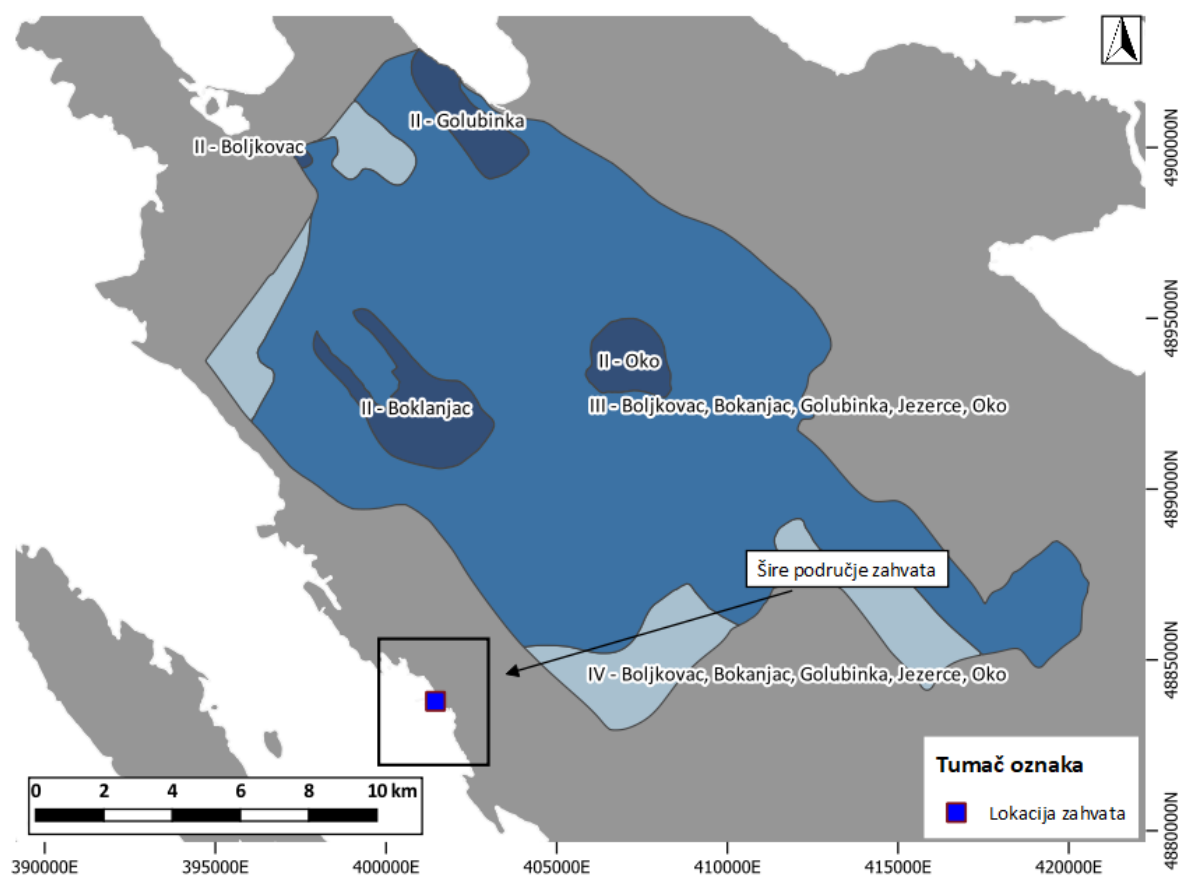 II - Golubinka
II - Boljkovac
II - Oko
II - Boklanjac
III - Boljkovac, Bokanjac, Golubinka, Jezerce, Oko
Šire područje zahvata
IV - Boljkovac, Bokanjac, Golubinka, Jezerce, Oko
Tumač oznaka
Lokacija zahvata
0 2 4 6 8 10 km
390000E 395000E 400000E 405000E 410000E 415000E 420000E
4900000N
4895000N
4890000N
4885000N
4880000N